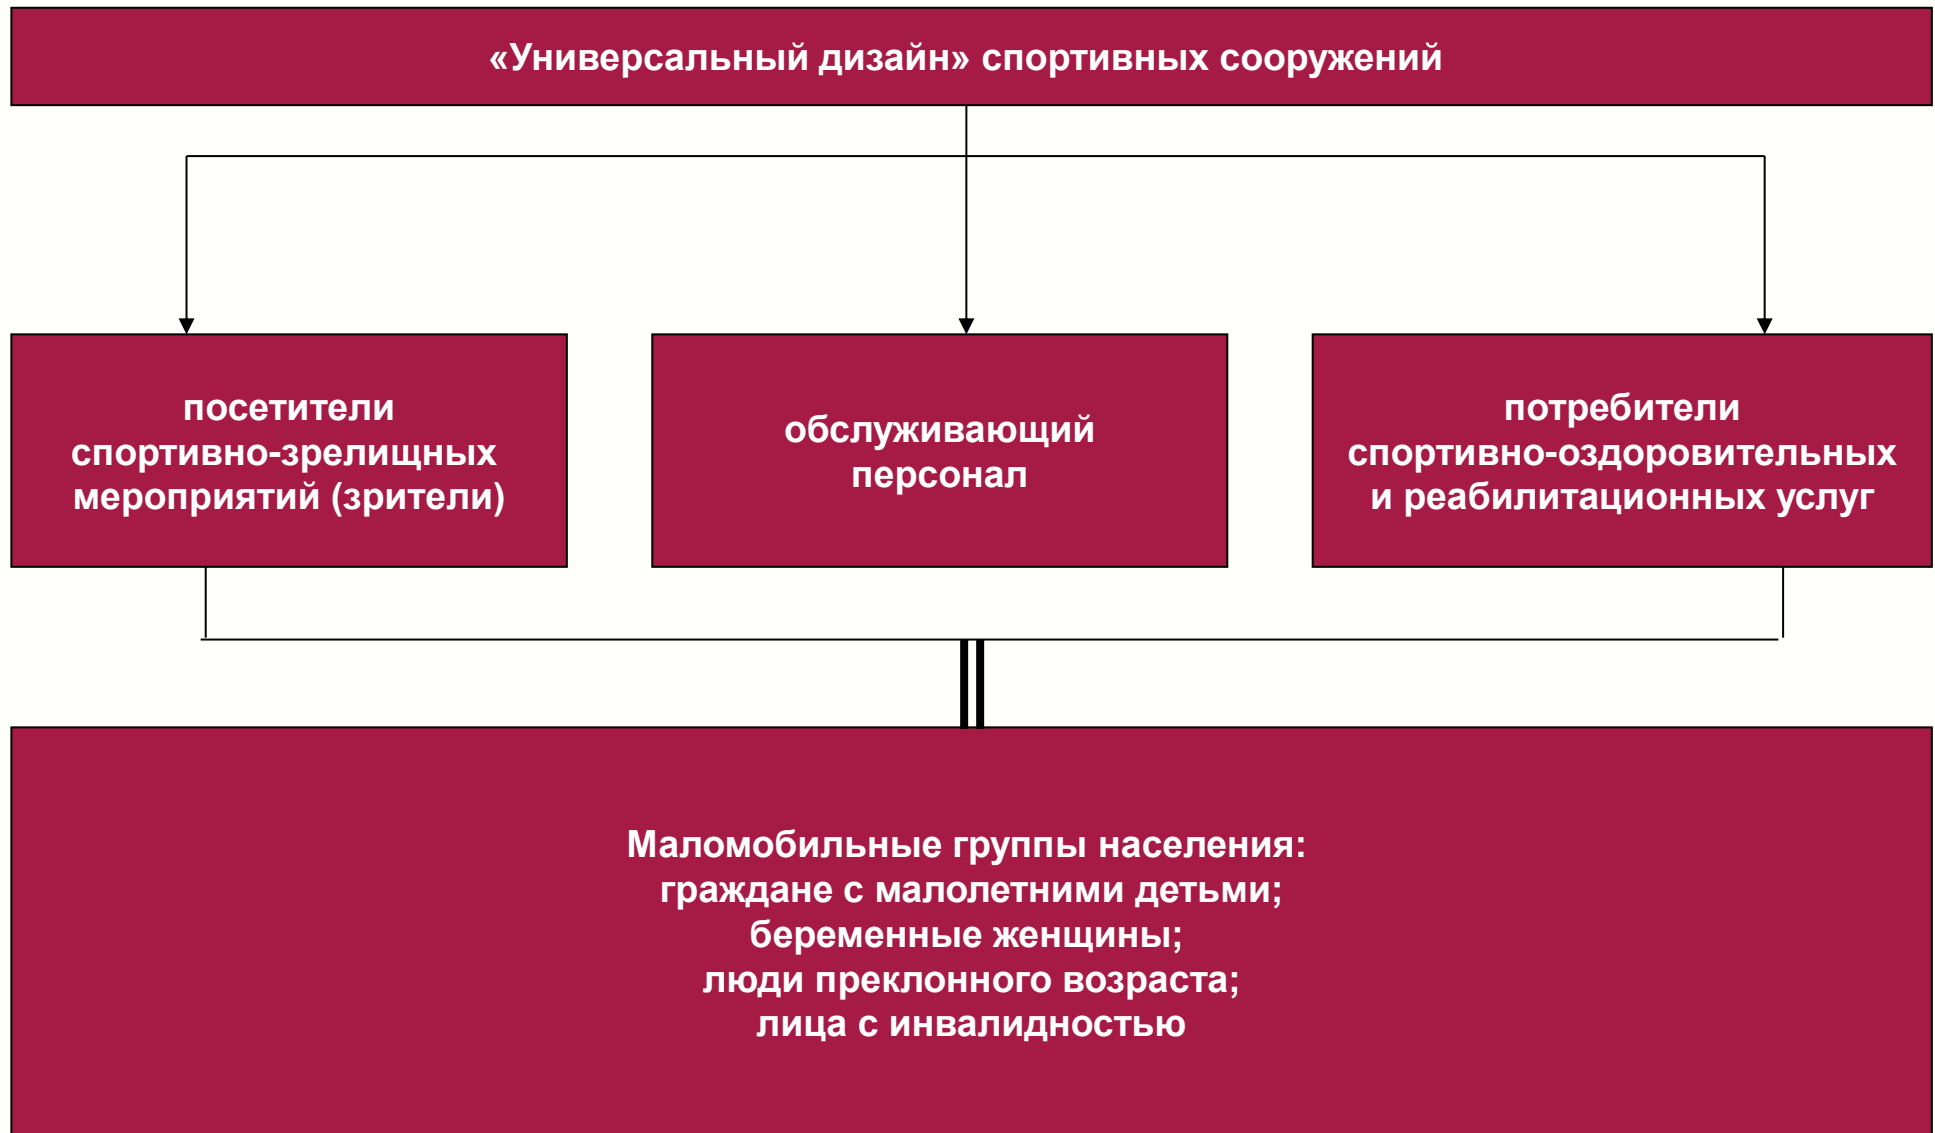 «Универсальный дизайн» спортивных сооружений
посетители
спортивно-зрелищных
мероприятий (зрители)
обслуживающий
персонал
потребители
спортивно-оздоровительных
и реабилитационных услуг
Маломобильные группы населения:
граждане с малолетними детьми;
беременные женщины;
люди преклонного возраста;
лица с инвалидностью